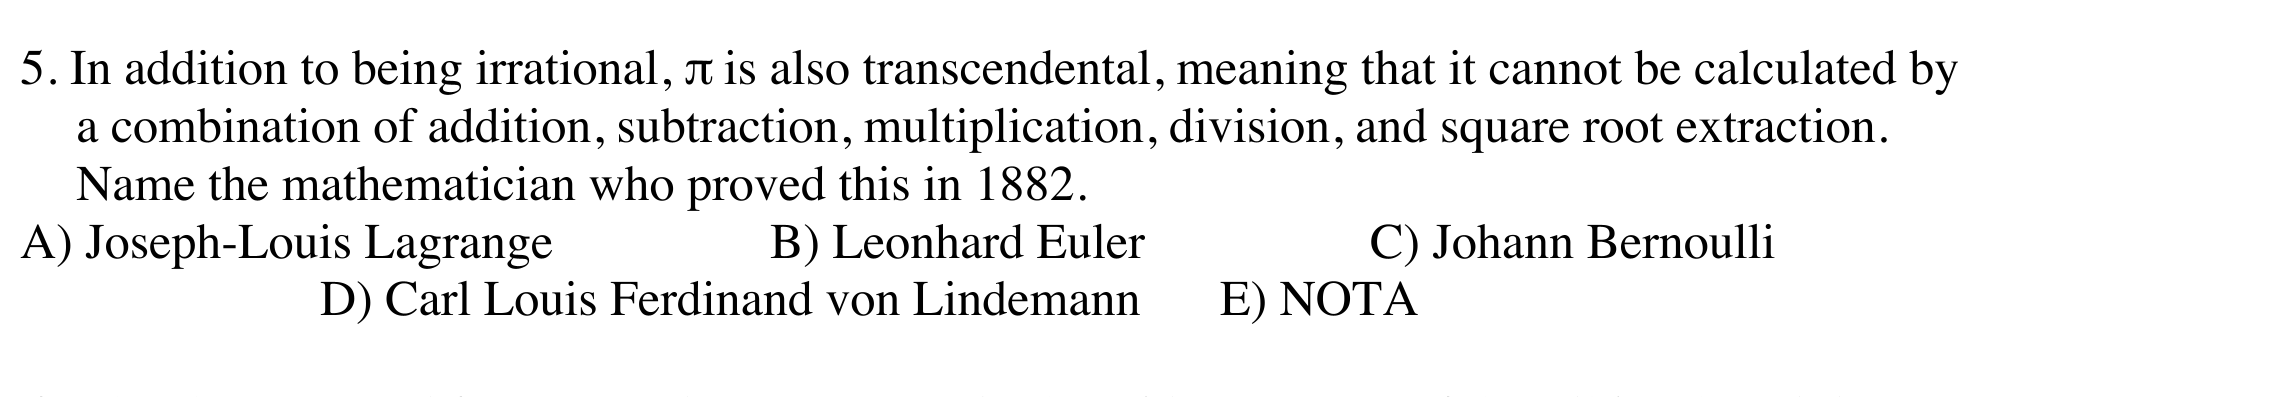 5. In addition to being irrational, π is also transcendental, meaning that it cannot be calculated by
a combination of addition, subtraction, multiplication, division, and square root extraction.
Name the mathematician who proved this in 1882.
A) Joseph-Louis Lagrange B) Leonhard Euler C) Johann Bernoulli
D) Carl Louis Ferdinand von Lindemann E) NOTA